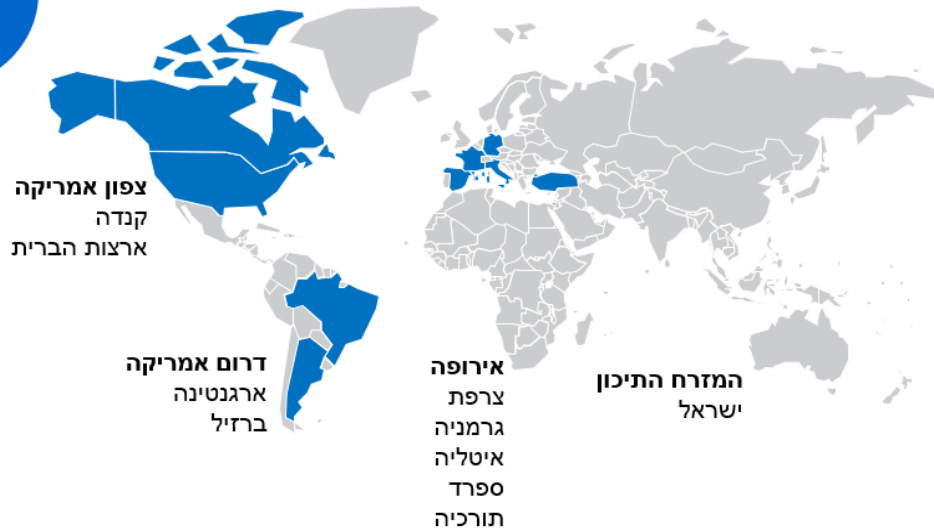 צפון אמריקה
קנדה
ארצות הברית
דרום אמריקה
ארגנטינה
ברזיל
אירופה
צרפת
גרמניה
איטליה
ספרד
תורכיה
המזרח התיכון
ישראל